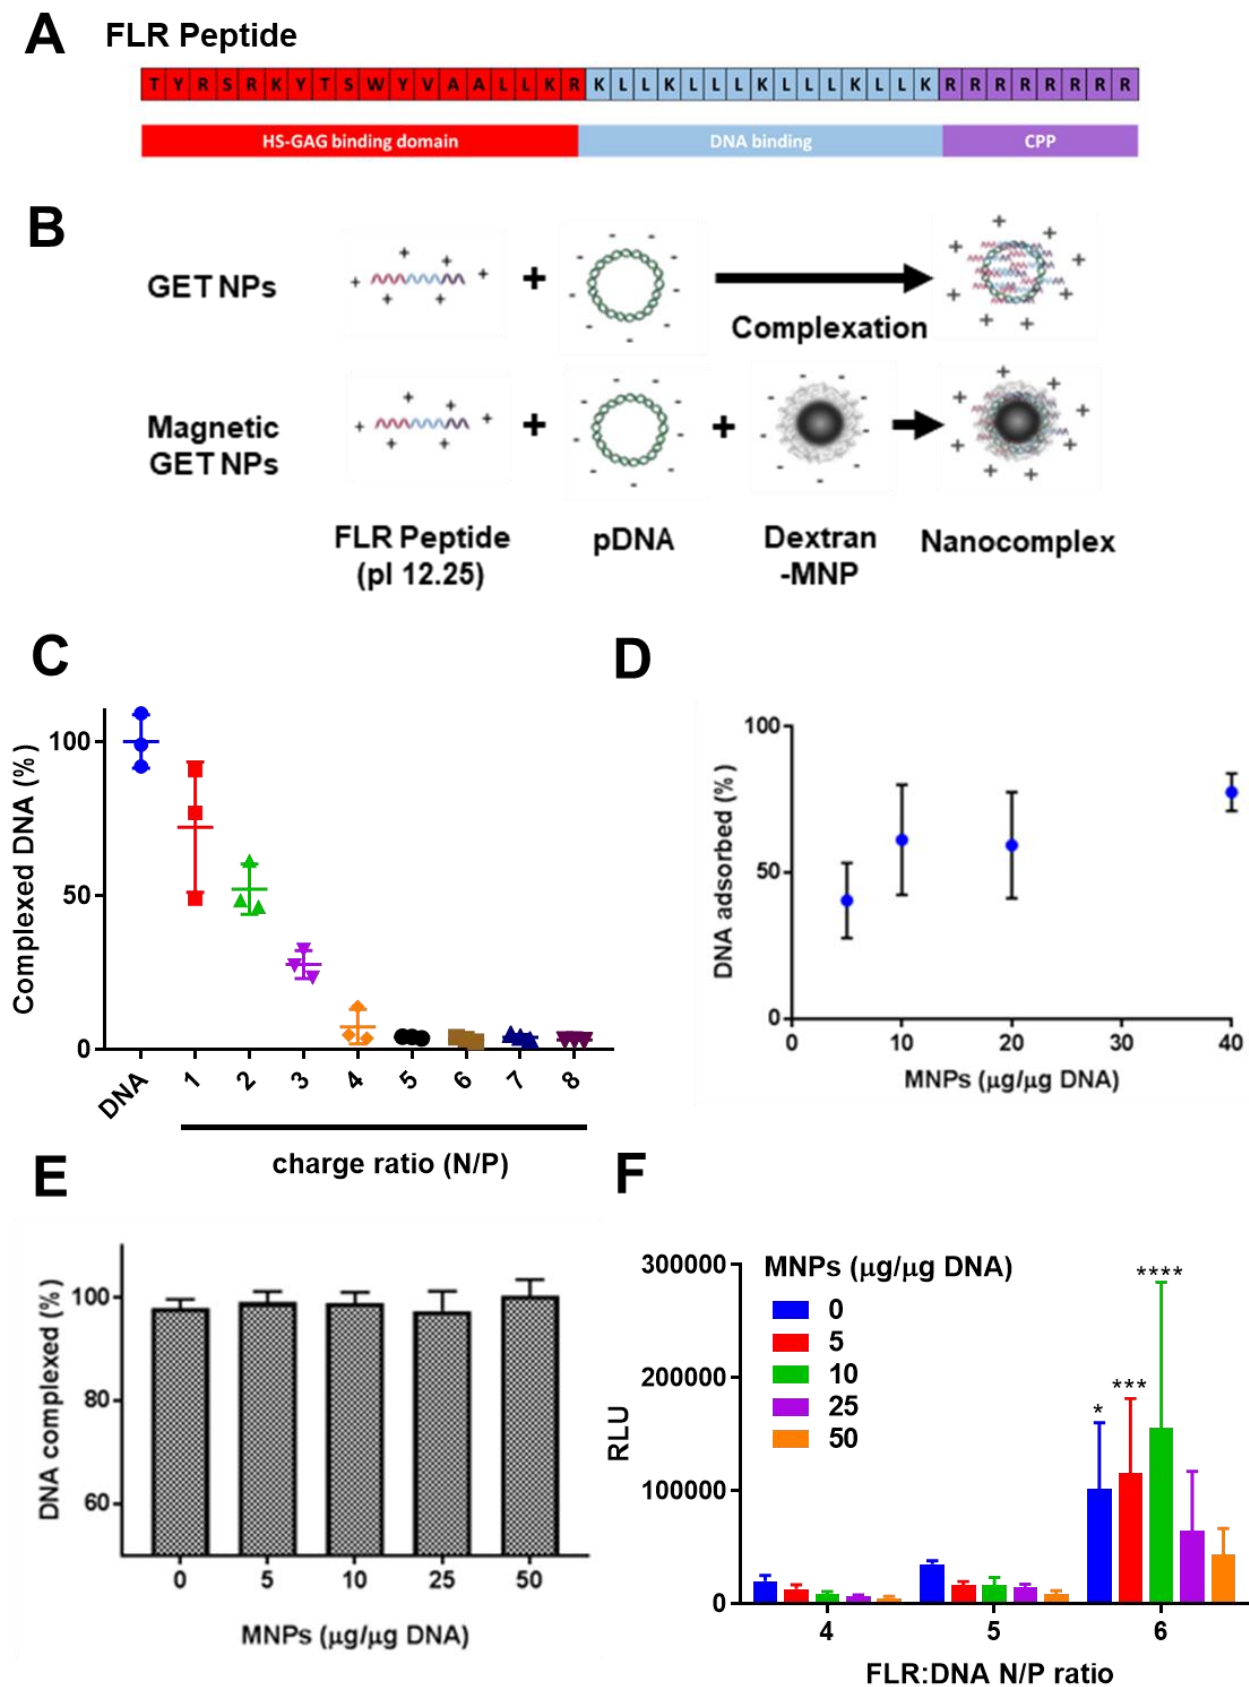 A FLR Peptide
T Y R S R K Y T S W Y V A A L L K R K L L K L L L K L L L K L L K R R R R R R R R
HS-GAG binding domain DNA binding CPP
B
GET NPs + Complexation
Magnetic
GET NPs + +
FLR Peptide
(pI 12.25)
pDNA
Dextran
-MNP
Nanocomplex
C
Complexed DNA (%)
100
50
0
DNA 1 2 3 4 5 6 7 8
charge ratio (N/P)
D
DNA adsorbed (%)
100
50
0
0 10 20 30 40
MNPs (μg/μg DNA)
E
DNA complexed (%)
100
80
60
0 5 10 25 50
MNPs (μg/μg DNA)
F
RLU
300000
200000
100000
0
MNPs (μg/μg DNA)
0
5
10
25
50
* *** ****
4 5 6
FLR:DNA N/P ratio